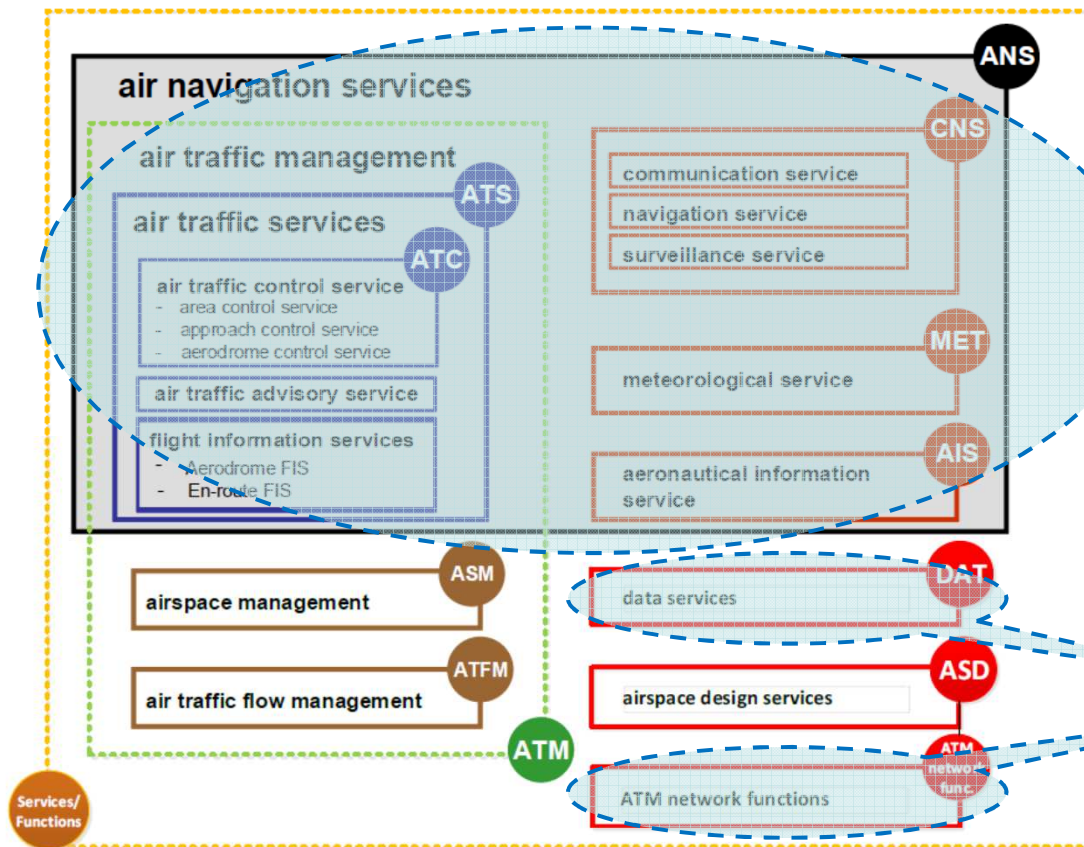 ANS
air navigation services
CNS
air traffic management
communication service
ATS
navigation service
air traffic services
surveillance service
ATC
air traffic control service
- area control service
- approach control service
- aerodrome control service
MET
meteorological service
air traffic advisory service
flight information services
- Aerodrome FIS
- En-route FIS
AIS
aeronautical information
service
ASM
airspace management
DAT
data services
ATFM
air traffic flow management
ASD
airspace design services
ATM
ATM
network
func.
ATM network functions
Services/
Functions